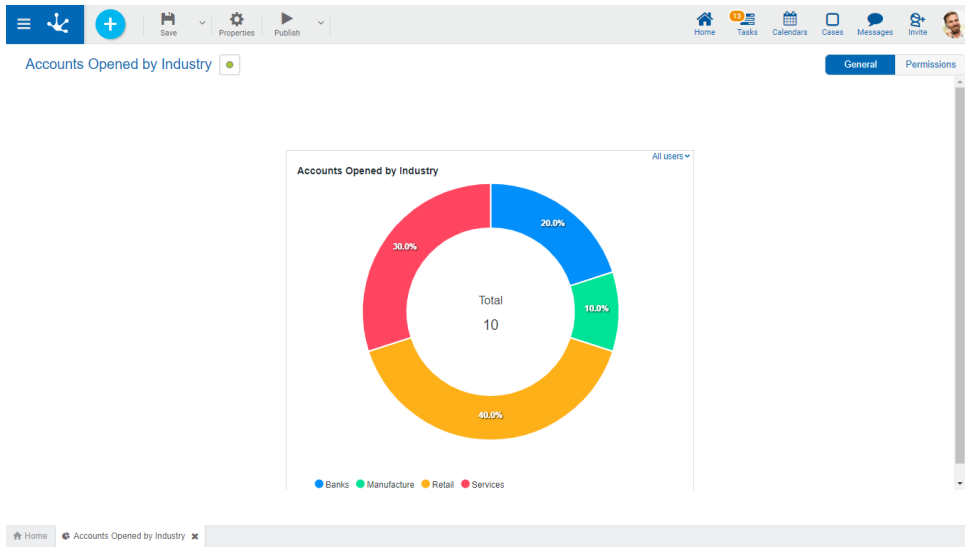 Save
Properties
Publish
Home
13
Tasks
Calendars
Cases
Messages
Invite
Accounts Opened by Industry
General
Permissions
All users
Accounts Opened by Industry
20.0%
30.0%
Total
10.0%
10
40.0%
Banks Manufacture Retail Services
Home
Accounts Opened by Industry